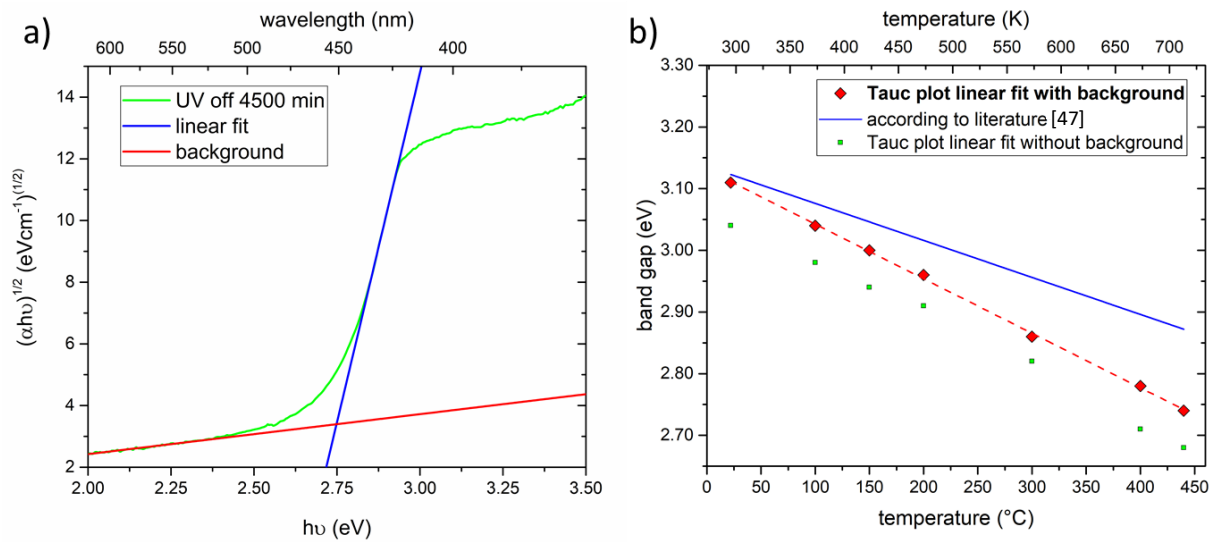 a)
wavelength (nm)
600 550 500 450 400
UV off 4500 min
linear fit
background
14
12
10
8
6
4
2
(αhυ)^1/2 (eVcm^-1)^(1/2)
2.00 2.25 2.50 2.75 3.00 3.25 3.50
hυ (eV)
b)
temperature (K)
300 400 500 600 700
Tauc plot linear fit with background
according to literature [47]
Tauc plot linear fit without background
3.30
3.20
3.10
3.00
2.90
2.80
2.70
band gap (eV)
0 50 100 150 200 250 300 350 400 450
temperature (°C)